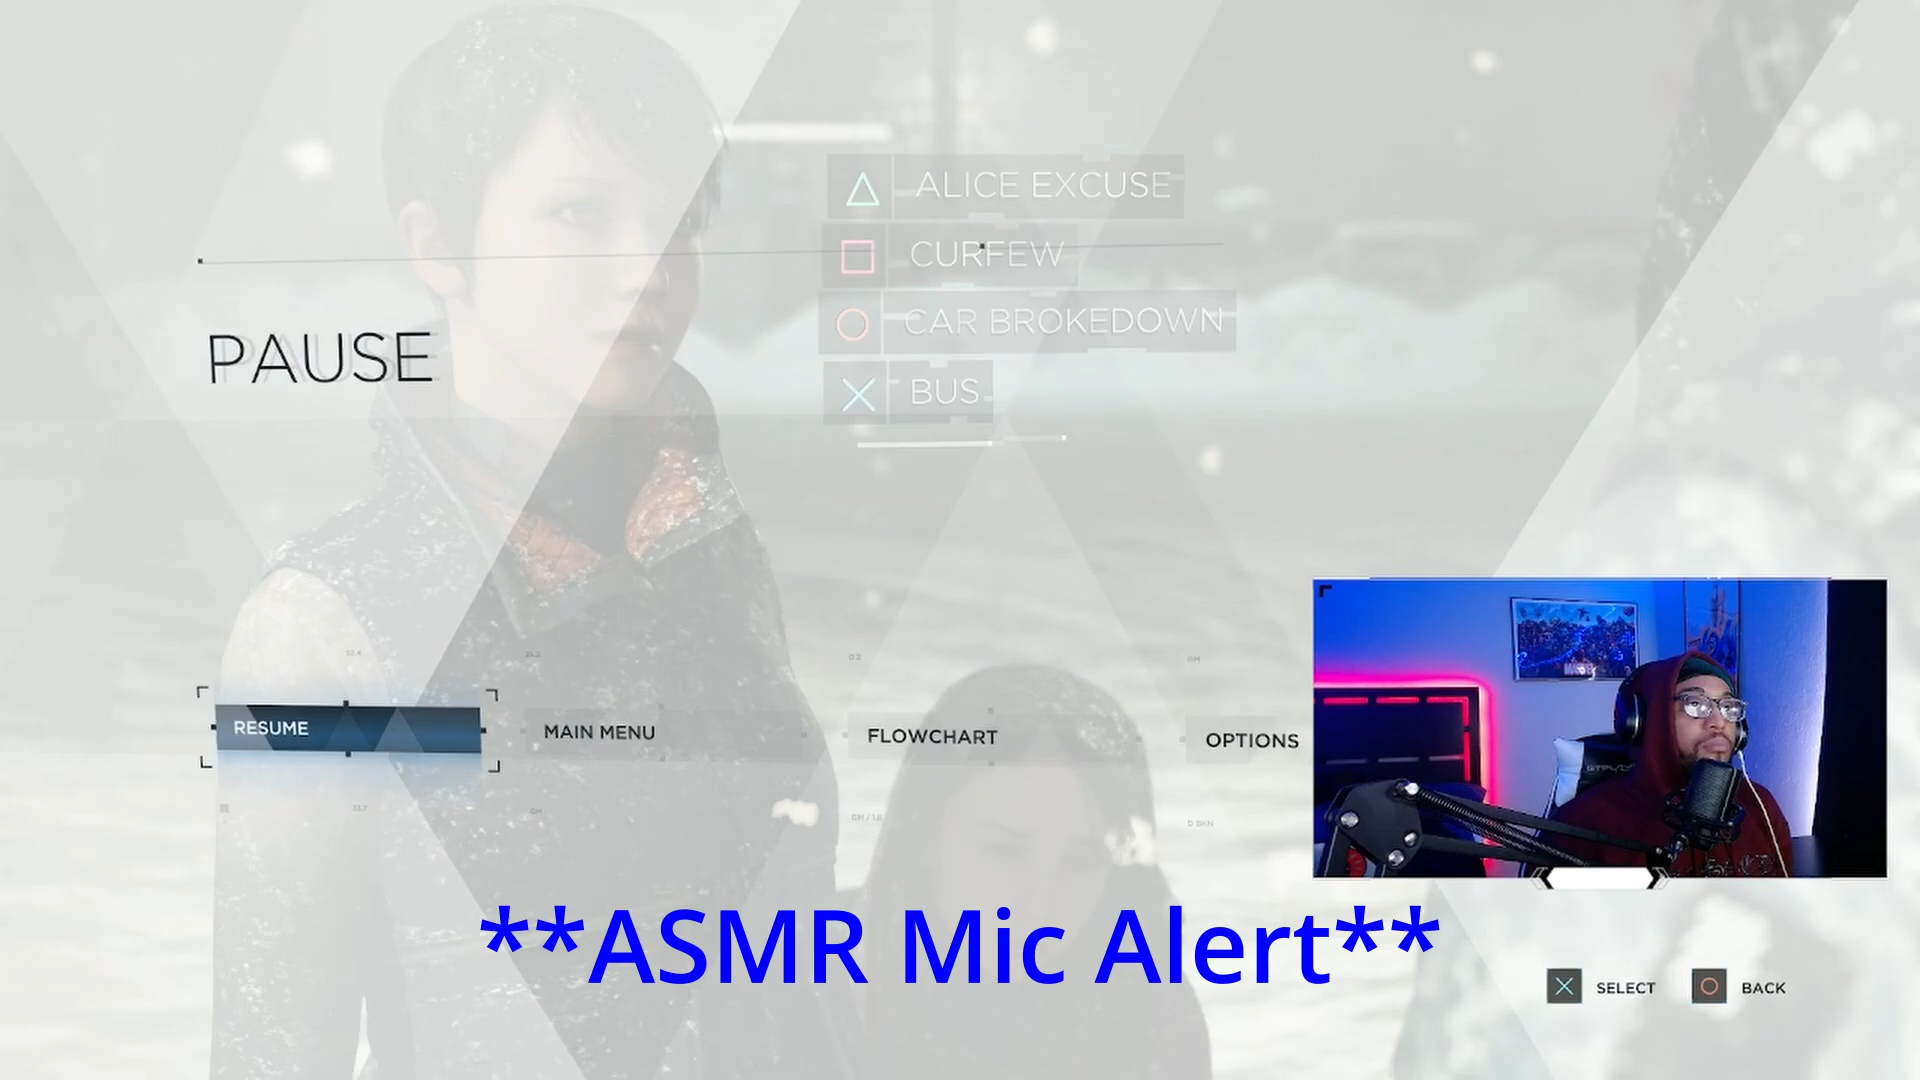 ALICE EXCUSE
CURFEW
CAR BROKEDOWN
BUS
PAUSE
RESUME
MAIN MENU
FLOWCHART
OPTIONS
**ASMR Mic Alert**
SELECT
BACK